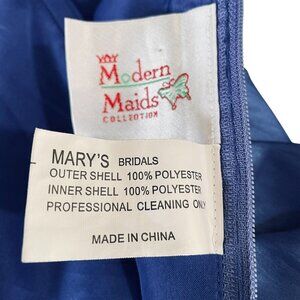 Modern
Maids
COLLECTION
MARY'S BRIDALS
OUTER SHELL 100% POLYESTER
INNER SHELL 100% POLYESTER
PROFESSIONAL CLEANING ONLY
MADE IN CHINA